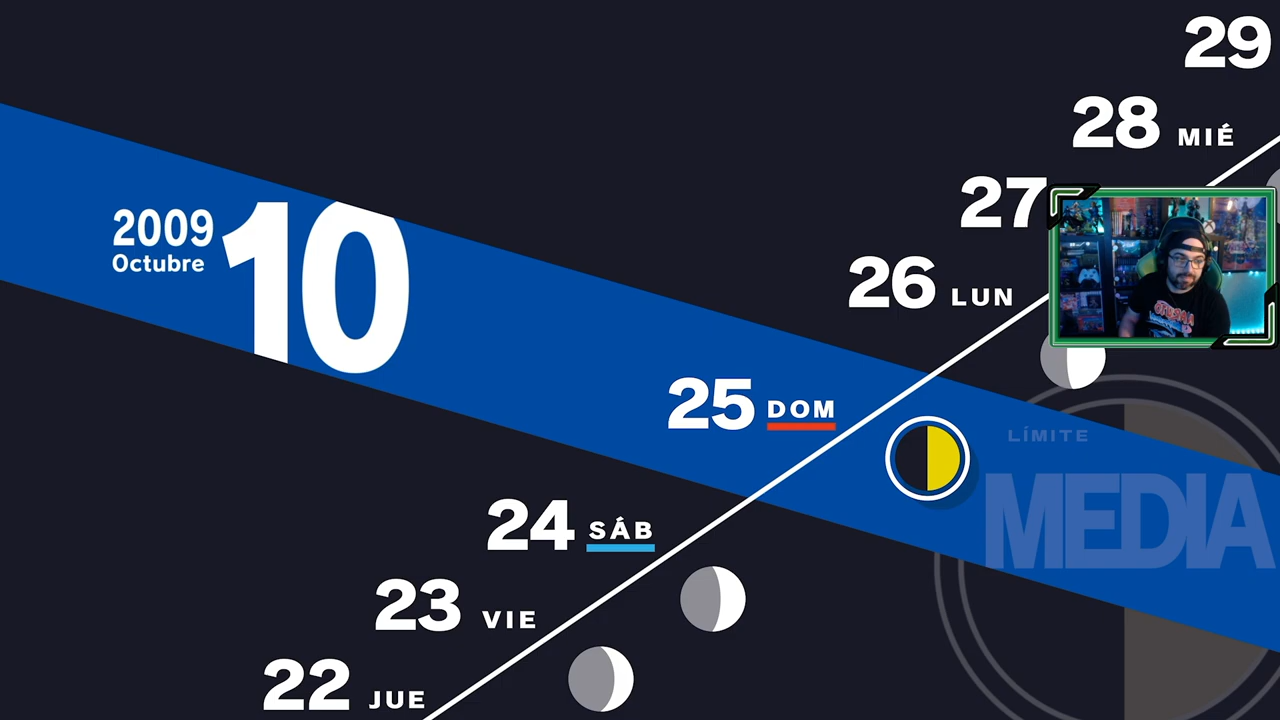 29
28 MIÉ
27
2009
Octubre
10
26 LUN
25 DOM
LÍMITE
MEDIA
24 SÁB
23 VIE
22 JUE